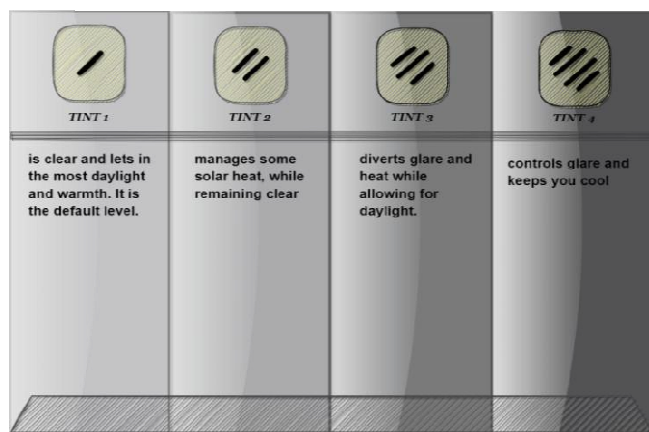 TINT 1
is clear and lets in
the most daylight
and warmth. It is
the default level.
TINT 2
manages some
solar heat, while
remaining clear
TINT 3
diverts glare and
heat while
allowing for
daylight.
TINT 4
controls glare and
keeps you cool